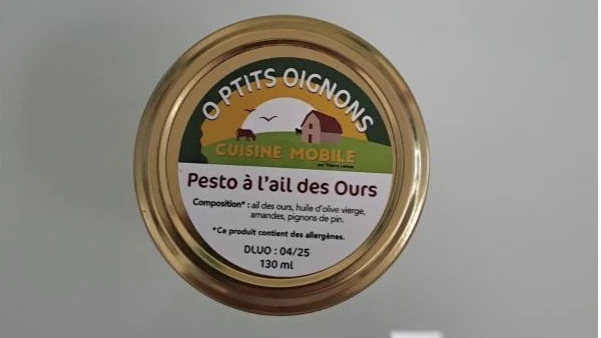 O PTITS OIGNONS
CUISINE MOBILE
Pesto à l'ail des Ours
Composition* : ail des ours, huile d'olive vierge,
amandes, pignons de pin.
*Ce produit contient des allergènes.
DLUO : 04/25
130 ml